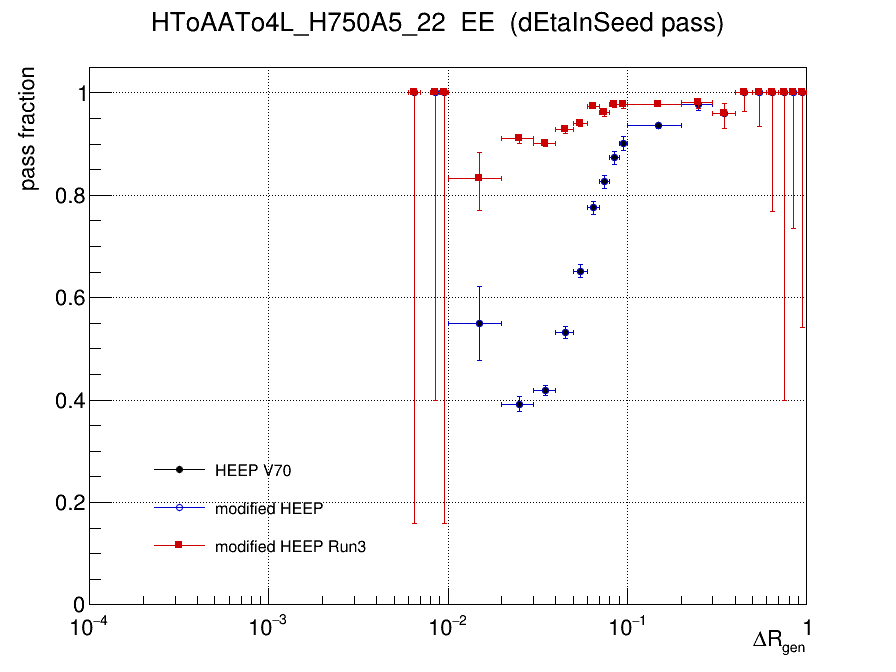 HToAATo4L_H750A5_22 EE (dEtaInSeed pass)
pass fraction
1
0.8
0.6
0.4
0.2
0
HEEP V70
modified HEEP
modified HEEP Run3
10⁻⁴ 10⁻³ 10⁻² 10⁻¹ 1
ΔR_gen